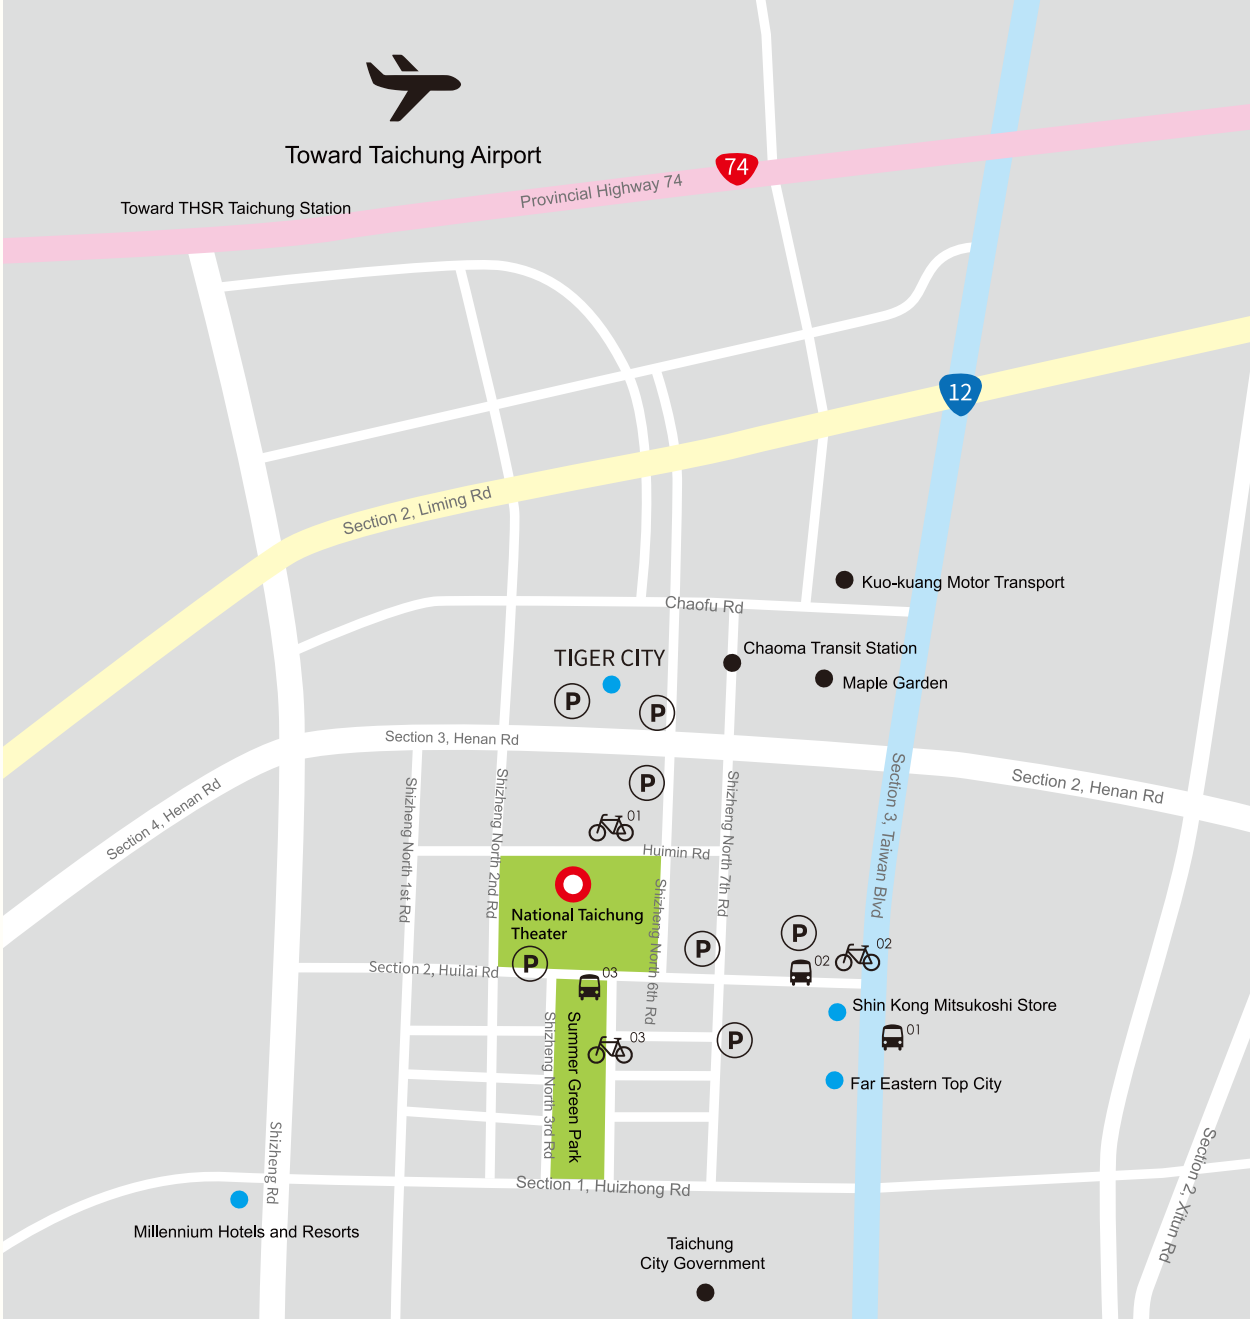 Toward Taichung Airport
74
Provincial Highway 74
Toward THSR Taichung Station
12
Section 2, Liming Rd
Kuo-kuang Motor Transport
Chaofu Rd
Chaoma Transit Station
TIGER CITY
Maple Garden
P
P
Section 3, Henan Rd
Section 2, Henan Rd
Section 4, Henan Rd
P
01
Shizheng North 1st Rd
Shizheng North 2nd Rd
Shizheng North 7th Rd
Section 3, Taiwan Blvd
Huimin Rd
Shizheng North 6th Rd
National Taichung
Theater
P
P
02
02
Section 2, Huilai Rd
P
03
Shin Kong Mitsukoshi Store
01
Summer Green Park
Shizheng North 3rd Rd
03
P
Far Eastern Top City
Shizheng Rd
Section 2, Xitun Rd
Section 1, Huizhong Rd
Millennium Hotels and Resorts
Taichung
City Government